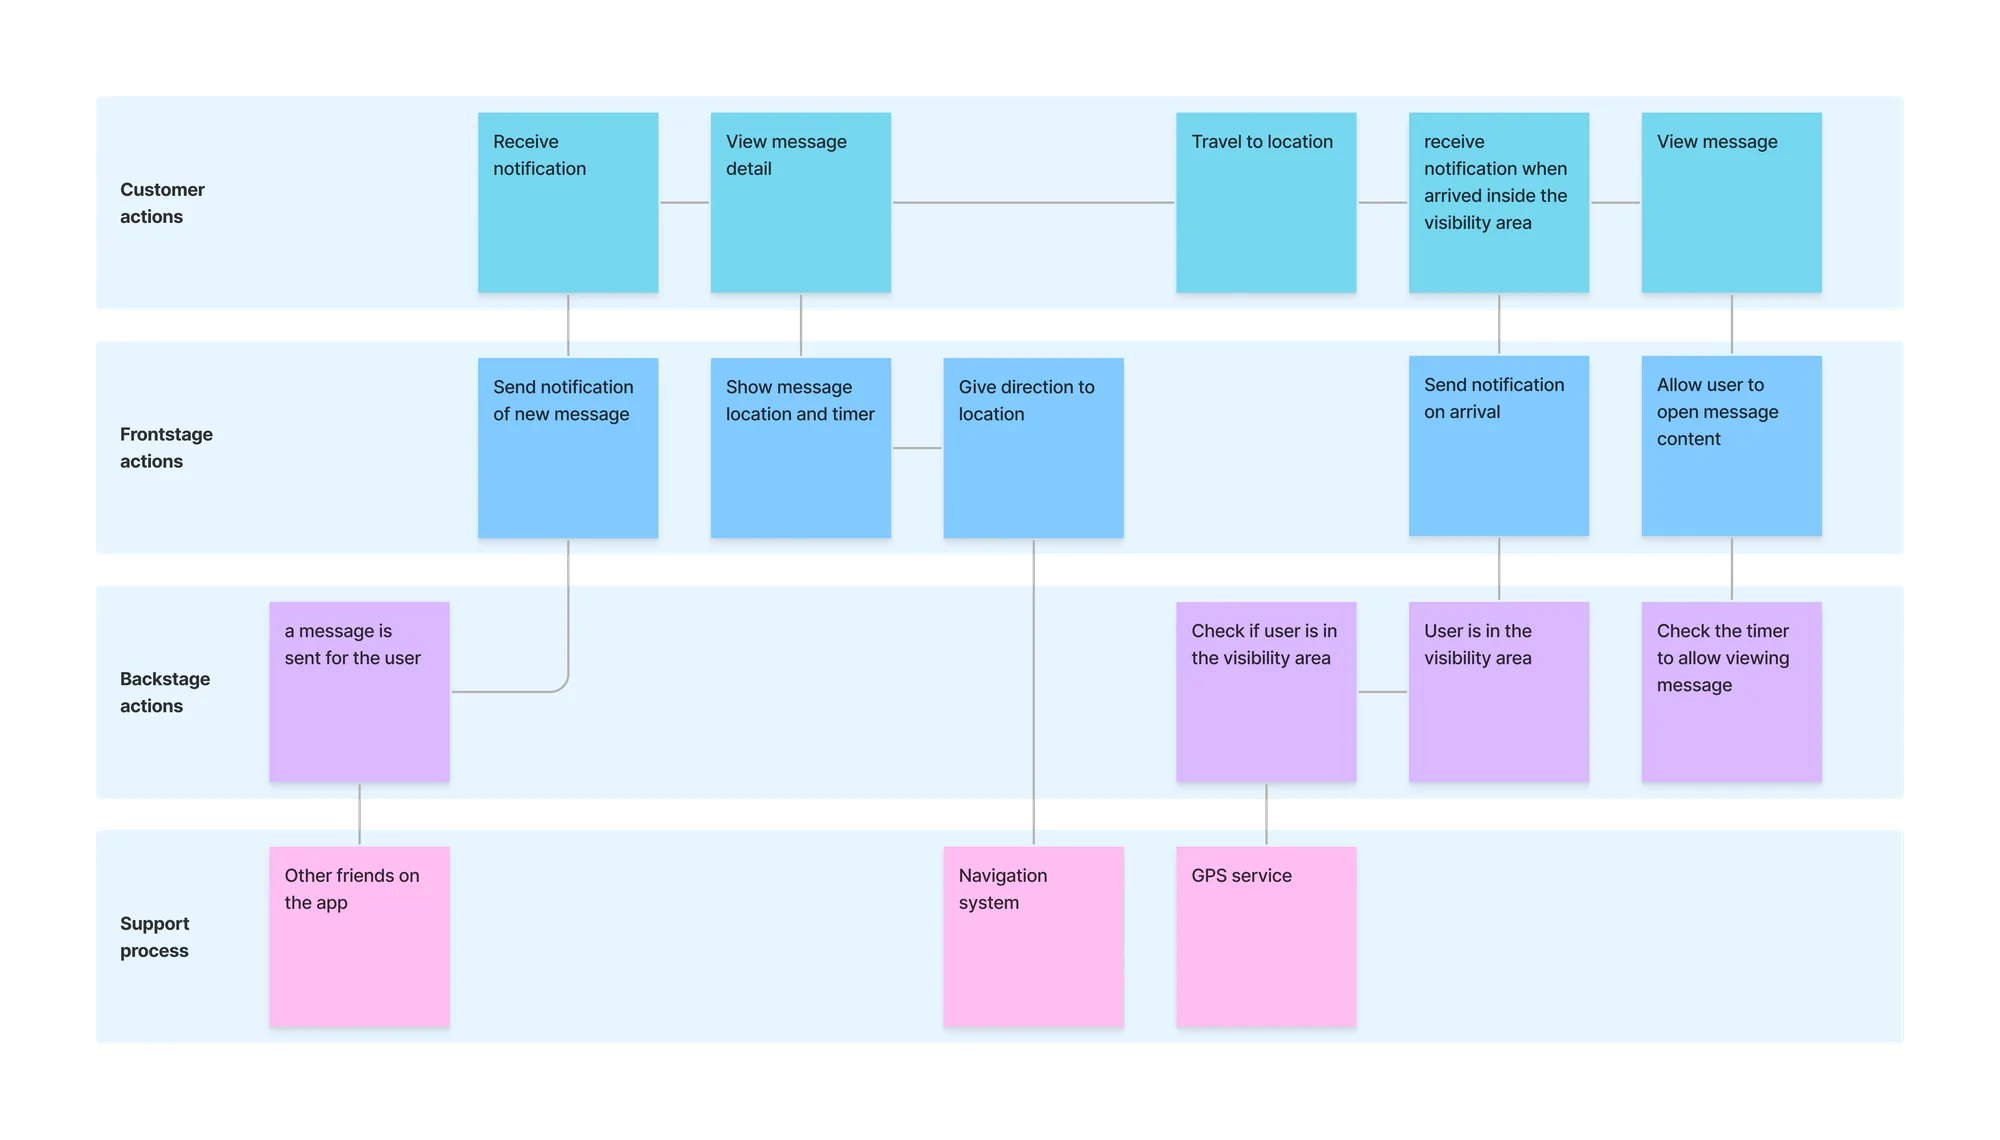 Customer
actions
Receive
notification
View message
detail
Travel to location
receive
notification when
arrived inside the
visibility area
View message
Frontstage
actions
Send notification
of new message
Show message
location and timer
Give direction to
location
Send notification
on arrival
Allow user to
open message
content
Backstage
actions
a message is
sent for the user
Check if user is in
the visibility area
User is in the
visibility area
Check the timer
to allow viewing
message
Support
process
Other friends on
the app
Navigation
system
GPS service